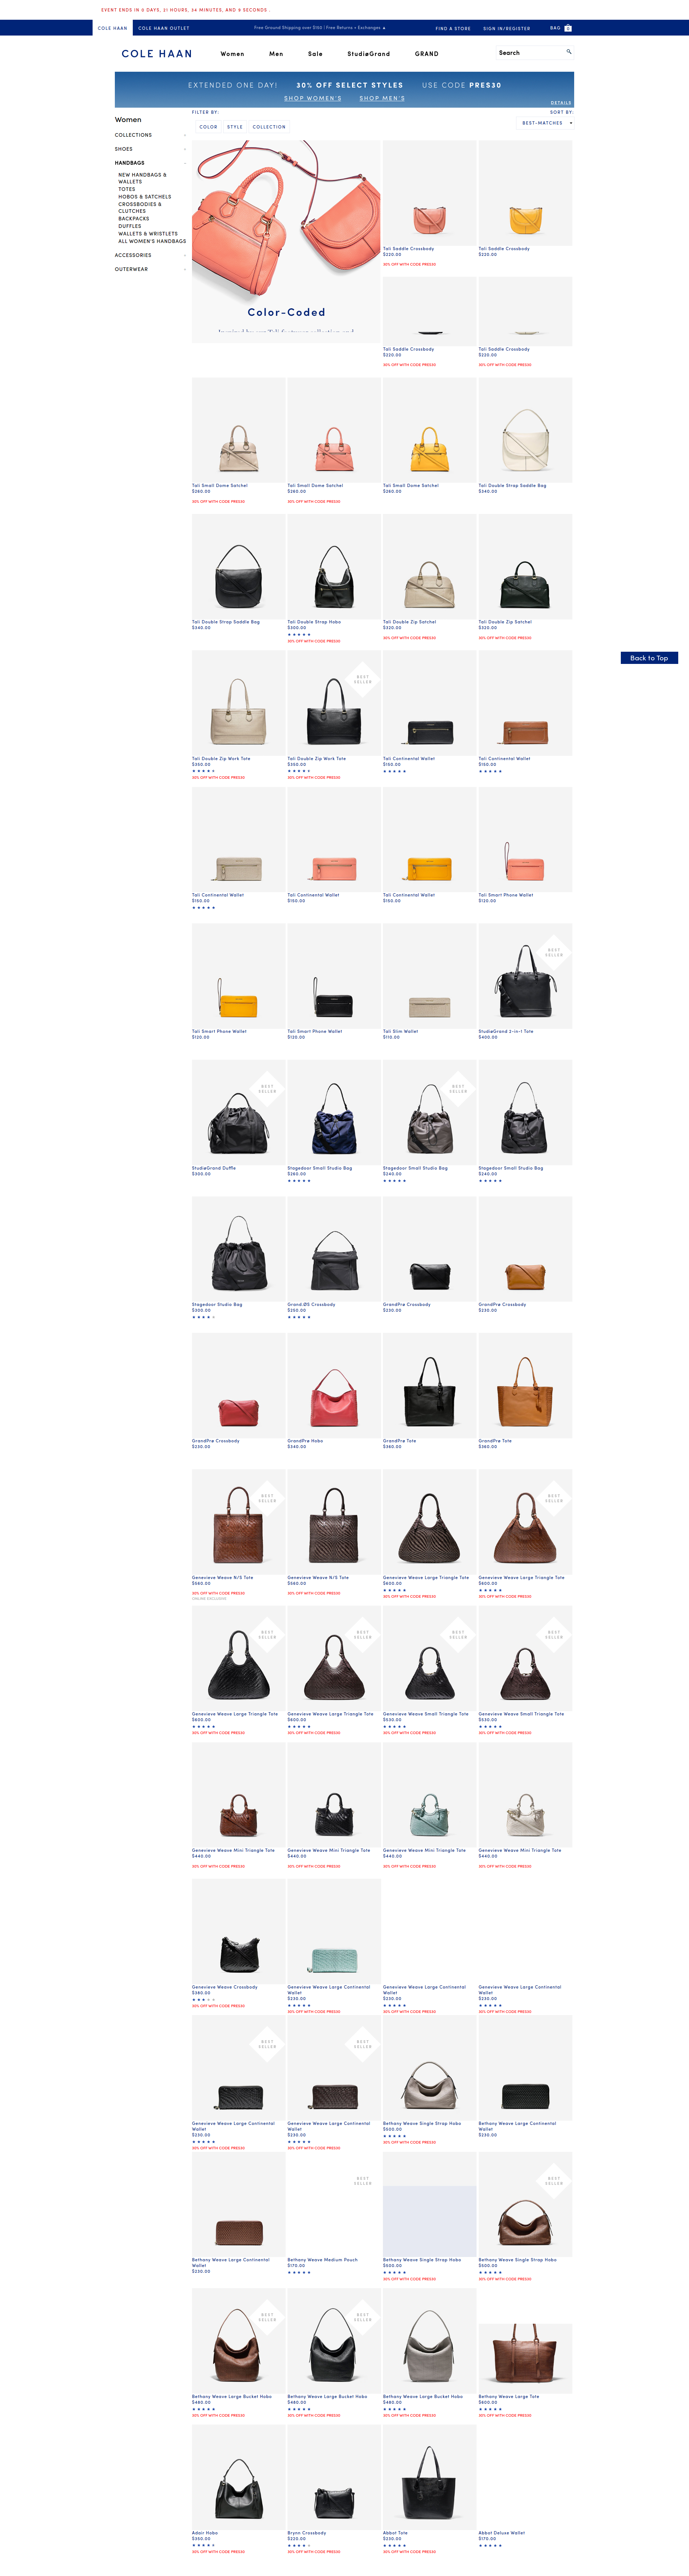 EVENT ENDS IN 0 DAYS, 21 HOURS, 34 MINUTES, AND 9 SECONDS .
COLE HAAN
COLE HAAN OUTLET
Free Ground Shipping over $150 | Free Returns + Exchanges ▲
FIND A STORE
SIGN IN/REGISTER
BAG
COLE HAAN
Women
Men
Sale
StudiøGrand
GRAND
Search
EXTENDED ONE DAY! 30% OFF SELECT STYLES USE CODE PRES30
SHOP WOMEN'S SHOP MEN'S
DETAILS
Women
COLLECTIONS
SHOES
HANDBAGS
NEW HANDBAGS &
WALLETS
TOTES
HOBOS & SATCHELS
CROSSBODIES &
CLUTCHES
BACKPACKS
DUFFLES
WALLETS & WRISTLETS
ALL WOMEN'S HANDBAGS
ACCESSORIES
OUTERWEAR
FILTER BY:
COLOR STYLE COLLECTION
SORT BY:
BEST-MATCHES
Color-Coded
Tali Saddle Crossbody
$220.00
30% OFF WITH CODE PRES30
Tali Saddle Crossbody
$220.00
Tali Saddle Crossbody
$220.00
30% OFF WITH CODE PRES30
Tali Saddle Crossbody
$220.00
30% OFF WITH CODE PRES30
Tali Small Dome Satchel
$260.00
30% OFF WITH CODE PRES30
Tali Small Dome Satchel
$260.00
30% OFF WITH CODE PRES30
Tali Small Dome Satchel
$260.00
Tali Double Strap Saddle Bag
$340.00
Tali Double Strap Saddle Bag
$340.00
Tali Double Strap Hobo
$300.00
30% OFF WITH CODE PRES30
Tali Double Zip Satchel
$320.00
30% OFF WITH CODE PRES30
Tali Double Zip Satchel
$320.00
30% OFF WITH CODE PRES30
Back to Top
Tali Double Zip Work Tote
$350.00
30% OFF WITH CODE PRES30
BEST
SELLER
Tali Double Zip Work Tote
$350.00
30% OFF WITH CODE PRES30
Tali Continental Wallet
$150.00
Tali Continental Wallet
$150.00
Tali Continental Wallet
$150.00
Tali Continental Wallet
$150.00
Tali Continental Wallet
$150.00
Tali Smart Phone Wallet
$120.00
Tali Smart Phone Wallet
$120.00
Tali Smart Phone Wallet
$120.00
Tali Slim Wallet
$110.00
BEST
SELLER
StudiøGrand 2-in-1 Tote
$400.00
BEST
SELLER
StudiøGrand Duffle
$300.00
Stagedoor Small Studio Bag
$260.00
BEST
SELLER
Stagedoor Small Studio Bag
$240.00
Stagedoor Small Studio Bag
$240.00
Stagedoor Studio Bag
$300.00
Grand.ØS Crossbody
$250.00
GrandPrø Crossbody
$230.00
GrandPrø Crossbody
$230.00
GrandPrø Crossbody
$230.00
GrandPrø Hobo
$340.00
GrandPrø Tote
$360.00
GrandPrø Tote
$360.00
BEST
SELLER
Genevieve Weave N/S Tote
$560.00
30% OFF WITH CODE PRES30
ONLINE EXCLUSIVE
Genevieve Weave N/S Tote
$560.00
30% OFF WITH CODE PRES30
Genevieve Weave Large Triangle Tote
$600.00
30% OFF WITH CODE PRES30
BEST
SELLER
Genevieve Weave Large Triangle Tote
$600.00
30% OFF WITH CODE PRES30
BEST
SELLER
Genevieve Weave Large Triangle Tote
$600.00
30% OFF WITH CODE PRES30
BEST
SELLER
Genevieve Weave Large Triangle Tote
$600.00
30% OFF WITH CODE PRES30
BEST
SELLER
Genevieve Weave Small Triangle Tote
$530.00
30% OFF WITH CODE PRES30
BEST
SELLER
Genevieve Weave Small Triangle Tote
$530.00
30% OFF WITH CODE PRES30
Genevieve Weave Mini Triangle Tote
$440.00
30% OFF WITH CODE PRES30
Genevieve Weave Mini Triangle Tote
$440.00
30% OFF WITH CODE PRES30
Genevieve Weave Mini Triangle Tote
$440.00
30% OFF WITH CODE PRES30
Genevieve Weave Mini Triangle Tote
$440.00
30% OFF WITH CODE PRES30
Genevieve Weave Crossbody
$380.00
30% OFF WITH CODE PRES30
Genevieve Weave Large Continental
Wallet
$230.00
30% OFF WITH CODE PRES30
Genevieve Weave Large Continental
Wallet
$230.00
30% OFF WITH CODE PRES30
Genevieve Weave Large Continental
Wallet
$230.00
30% OFF WITH CODE PRES30
BEST
SELLER
Genevieve Weave Large Continental
Wallet
$230.00
30% OFF WITH CODE PRES30
BEST
SELLER
Genevieve Weave Large Continental
Wallet
$230.00
30% OFF WITH CODE PRES30
Bethany Weave Single Strap Hobo
$500.00
30% OFF WITH CODE PRES30
Bethany Weave Large Continental
Wallet
$230.00
Bethany Weave Large Continental
Wallet
$230.00
BEST
SELLER
Bethany Weave Medium Pouch
$170.00
Bethany Weave Single Strap Hobo
$500.00
30% OFF WITH CODE PRES30
BEST
SELLER
Bethany Weave Single Strap Hobo
$500.00
30% OFF WITH CODE PRES30
BEST
SELLER
Bethany Weave Large Bucket Hobo
$480.00
30% OFF WITH CODE PRES30
BEST
SELLER
Bethany Weave Large Bucket Hobo
$480.00
30% OFF WITH CODE PRES30
Bethany Weave Large Bucket Hobo
$480.00
30% OFF WITH CODE PRES30
Bethany Weave Large Tote
$600.00
30% OFF WITH CODE PRES30
Adair Hobo
$350.00
30% OFF WITH CODE PRES30
Brynn Crossbody
$220.00
30% OFF WITH CODE PRES30
Abbot Tote
$230.00
30% OFF WITH CODE PRES30
Abbot Deluxe Wallet
$170.00